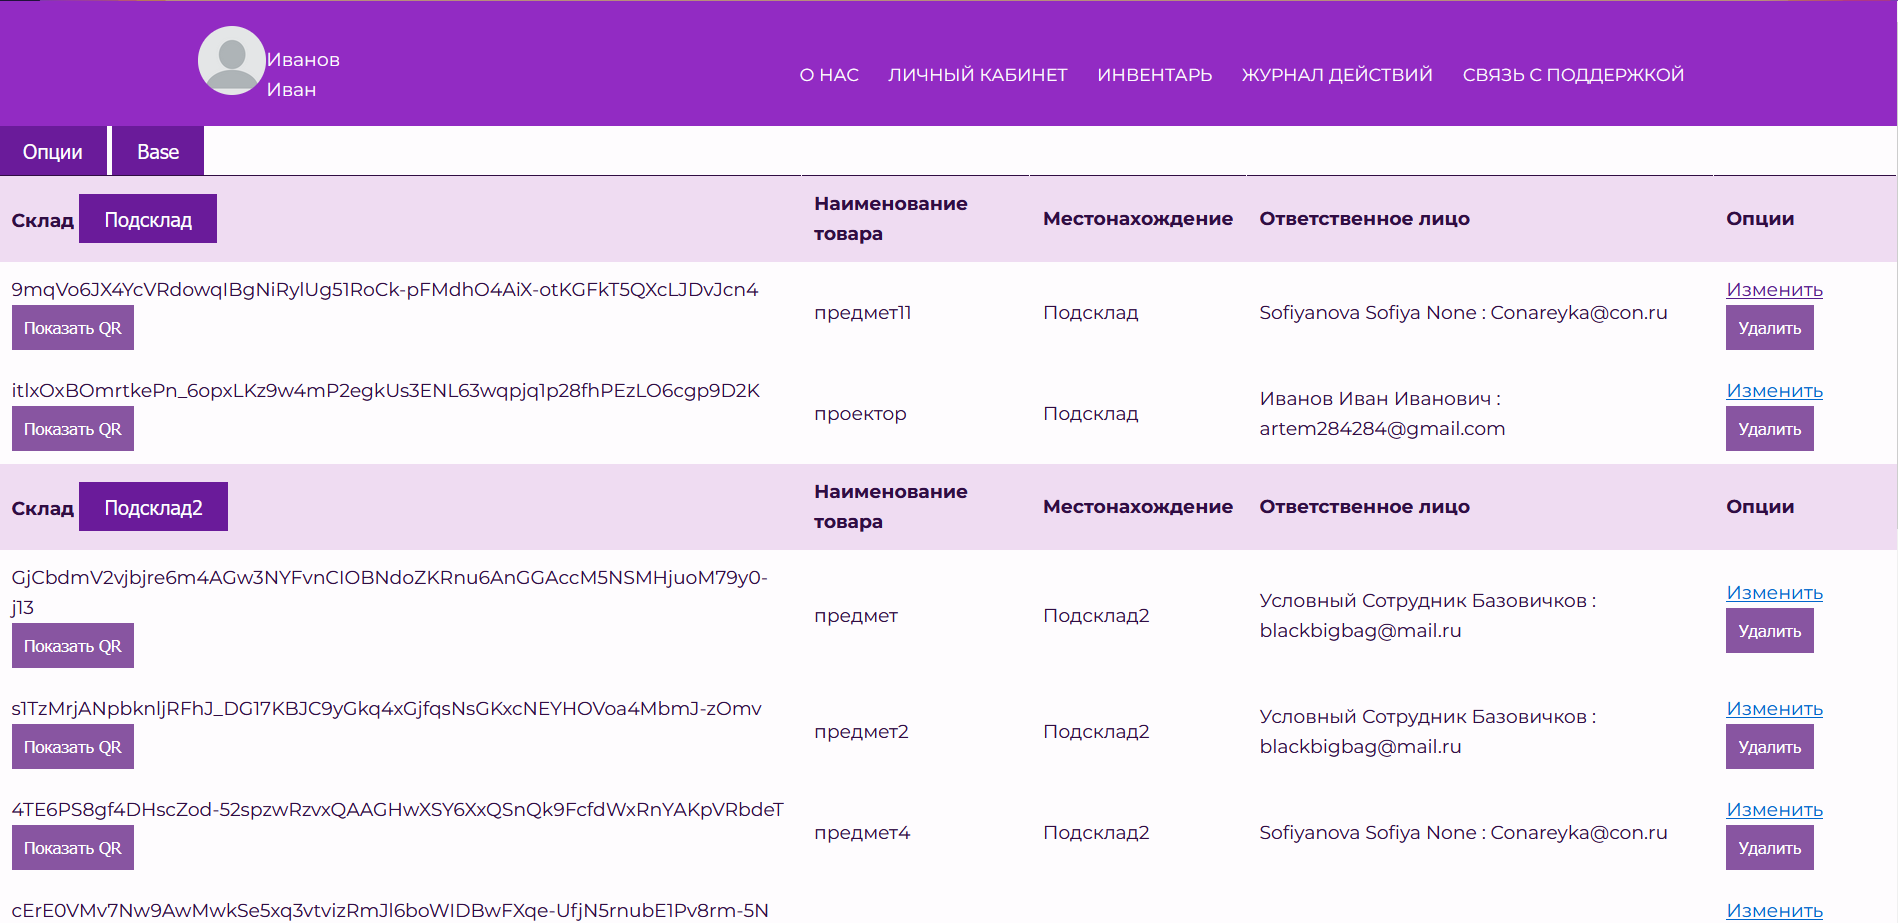 Иванов
Иван
О НАС ЛИЧНЫЙ КАБИНЕТ ИНВЕНТАРЬ ЖУРНАЛ ДЕЙСТВИЙ СВЯЗЬ С ПОДДЕРЖКОЙ
Опции Base
Склад Подсклад Наименование товара Местонахождение Ответственное лицо Опции
9mqVo6JX4YcVRdowqIBgNiRylUg51RoCk-pFMdhO4AiX-otKGFkT5QXcLJDvJcn4
Показать QR
предмет11
Подсклад
Sofiyanova Sofiya None : Conareyka@con.ru
Изменить
Удалить
itlxOxBOmrtkePn_6opxLKz9w4mP2egkUs3ENL63wqpjq1p28fhPEzLO6cgp9D2K
Показать QR
проектор
Подсклад
Иванов Иван Иванович :
artem284284@gmail.com
Изменить
Удалить
Склад Подсклад2 Наименование товара Местонахождение Ответственное лицо Опции
GjCbdmV2vjbjre6m4AGw3NYFvnCIOBNdoZKRnu6AnGGAccM5NSMHjuoM79y0-
j13
Показать QR
предмет
Подсклад2
Условный Сотрудник Базовичков :
blackbigbag@mail.ru
Изменить
Удалить
s1TzMrjANpbknljRFhJ_DG17KBJC9yGkq4xGjfqsNsGKxcNEYHOVoa4MbmJ-zOmv
Показать QR
предмет2
Подсклад2
Условный Сотрудник Базовичков :
blackbigbag@mail.ru
Изменить
Удалить
4TE6PS8gf4DHscZod-52spzwRzvxQAAGHwXSY6XxQSnQk9FcfdWxRnYAKpVRbdeT
Показать QR
предмет4
Подсклад2
Sofiyanova Sofiya None : Conareyka@con.ru
Изменить
Удалить
cErE0VMv7Nw9AwMwkSe5xq3vtvizRmJl6boWIDBwFXqe-UfjN5rnubE1Pv8rm-5N
Изменить